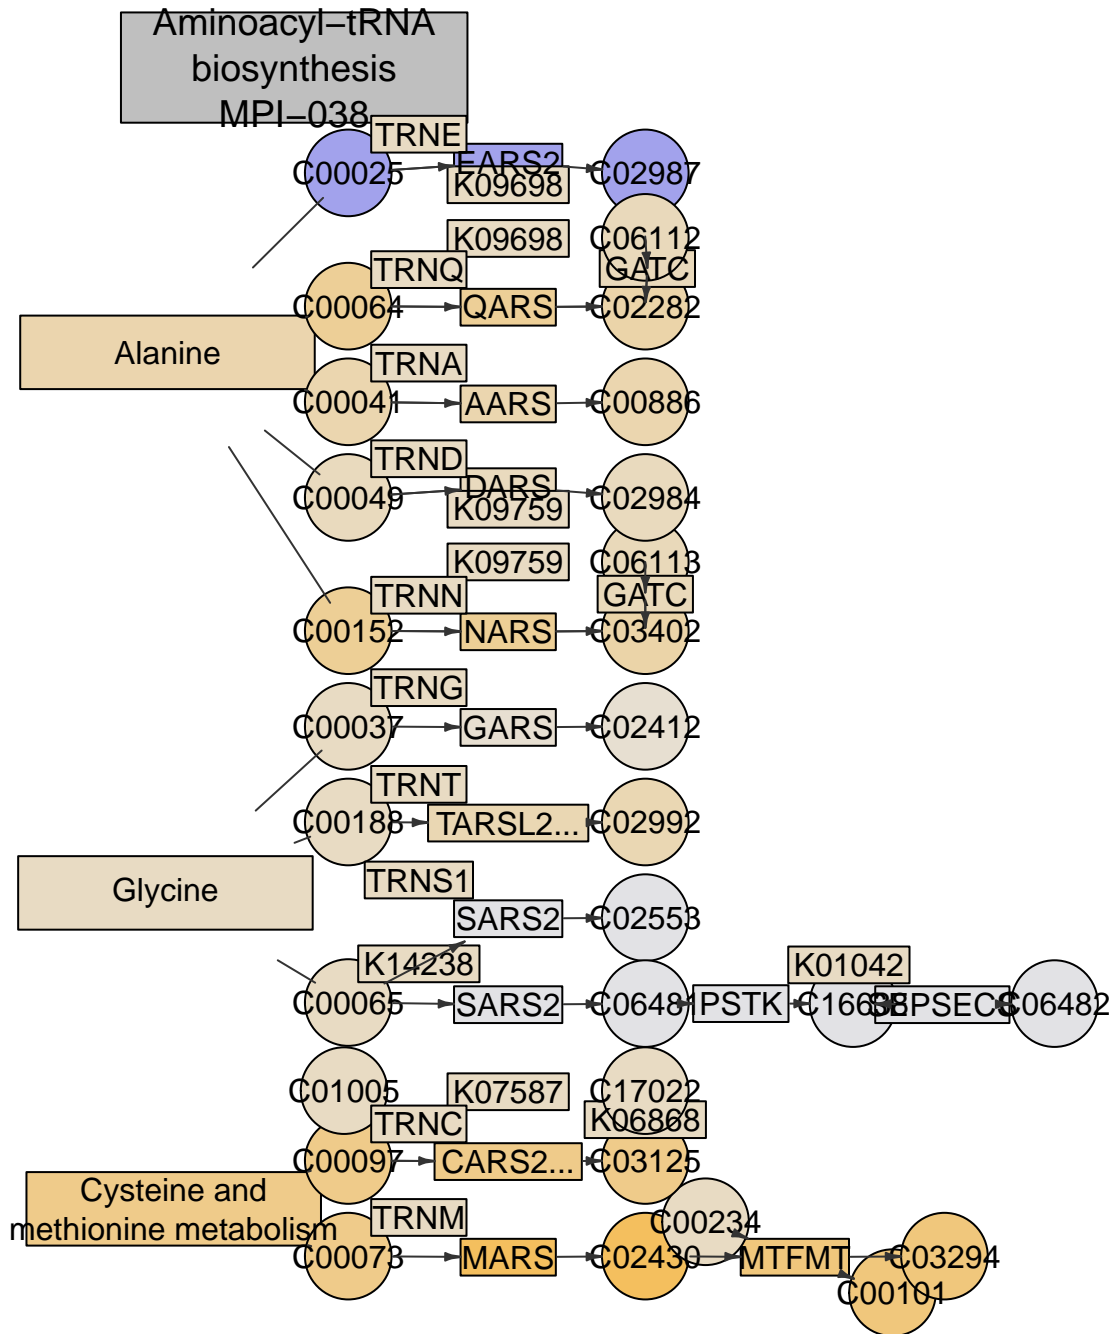 Aminoacyl−tRNA
biosynthesis
MPI−038
TRNE
C00025
EARS2
C02987
K09698
K09698
C06112
TRNQ
GATC
C00064
QARS
C02282
Alanine
TRNA
C00041
AARS
C00886
TRND
C00049
DARS
C02984
K09759
K09759
C06113
TRNN
GATC
C00152
NARS
C03402
TRNG
C00037
GARS
C02412
TRNT
C00188
TARSL2...
C02992
Glycine
TRNS1
SARS2
C02553
K14238
K01042
C00065
SARS2
C06481
PSTK
SEPSECS
C06482
C01005
K07587
C17022
TRNC
K06868
C00097
CARS2...
C03125
Cysteine and
methionine metabolism
TRNM
C00234
C00073
MARS
C02430
MTFMT
C03294
C00101